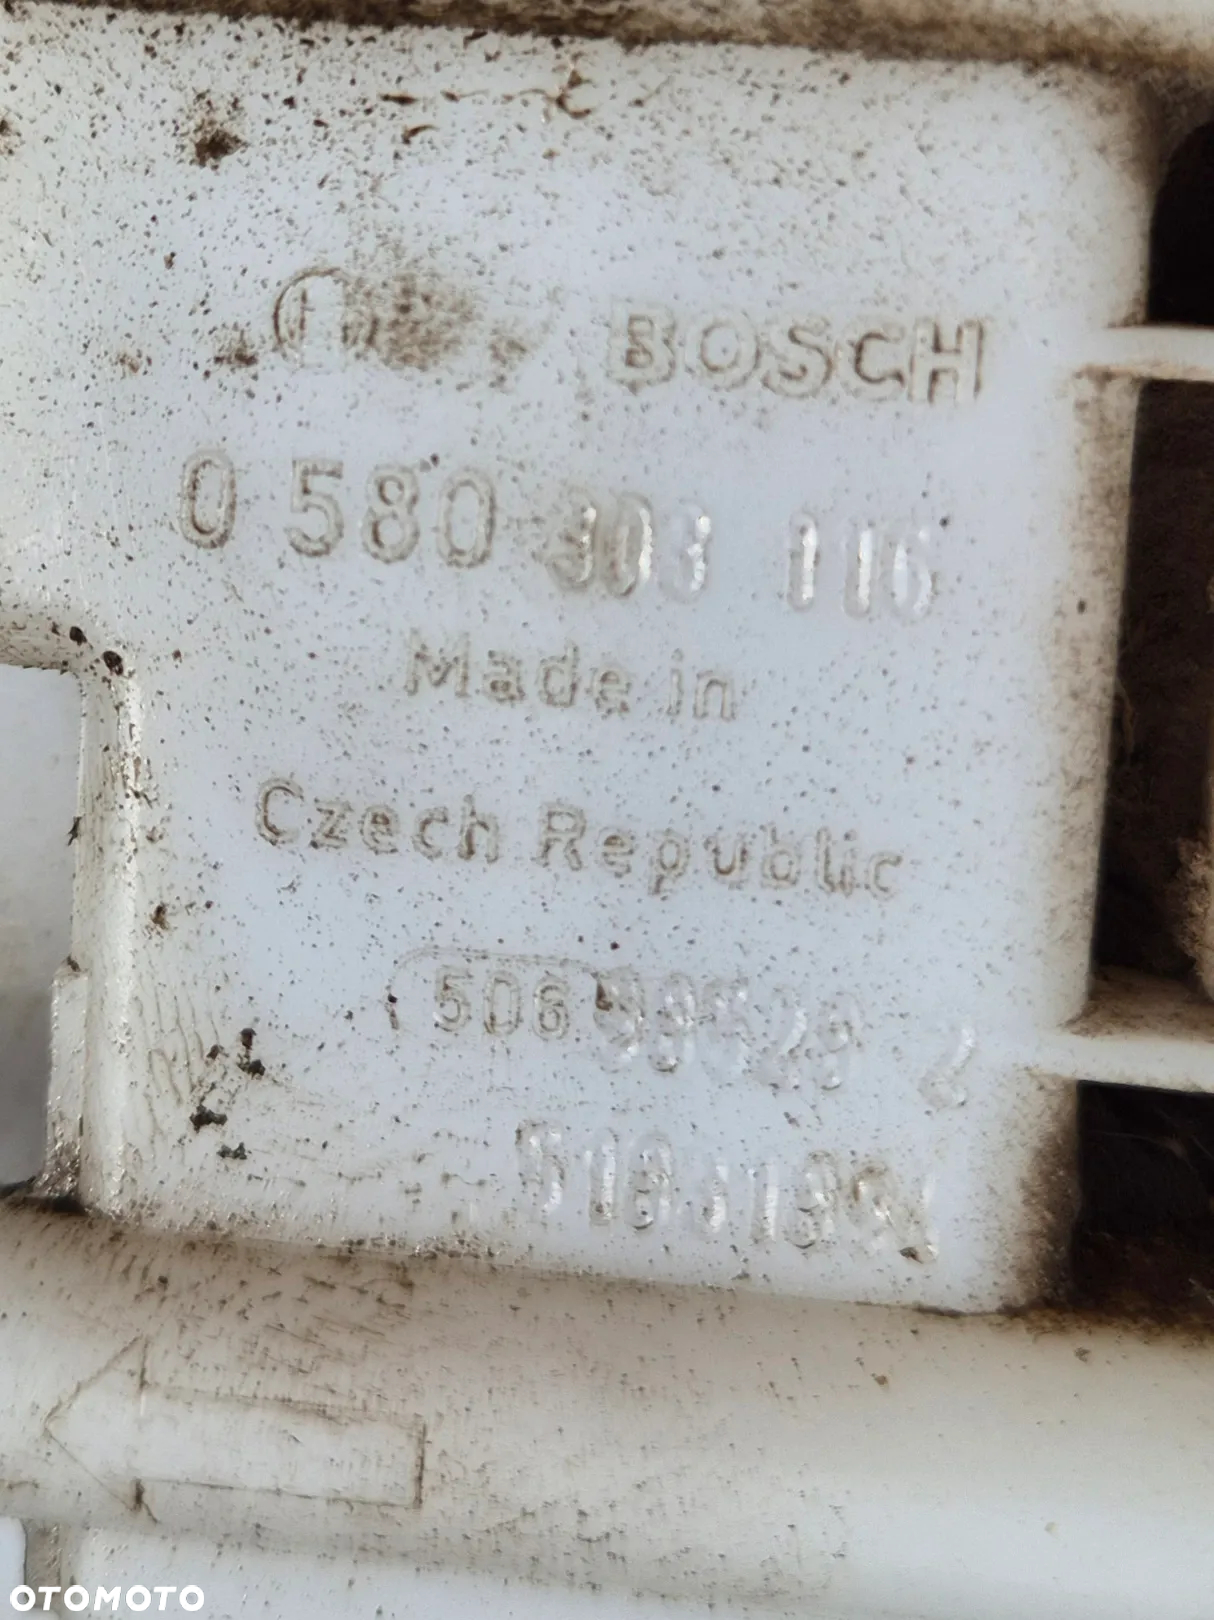 BOSCH
0 580 303 116
Made in
Czech Republic
OTOMOTO